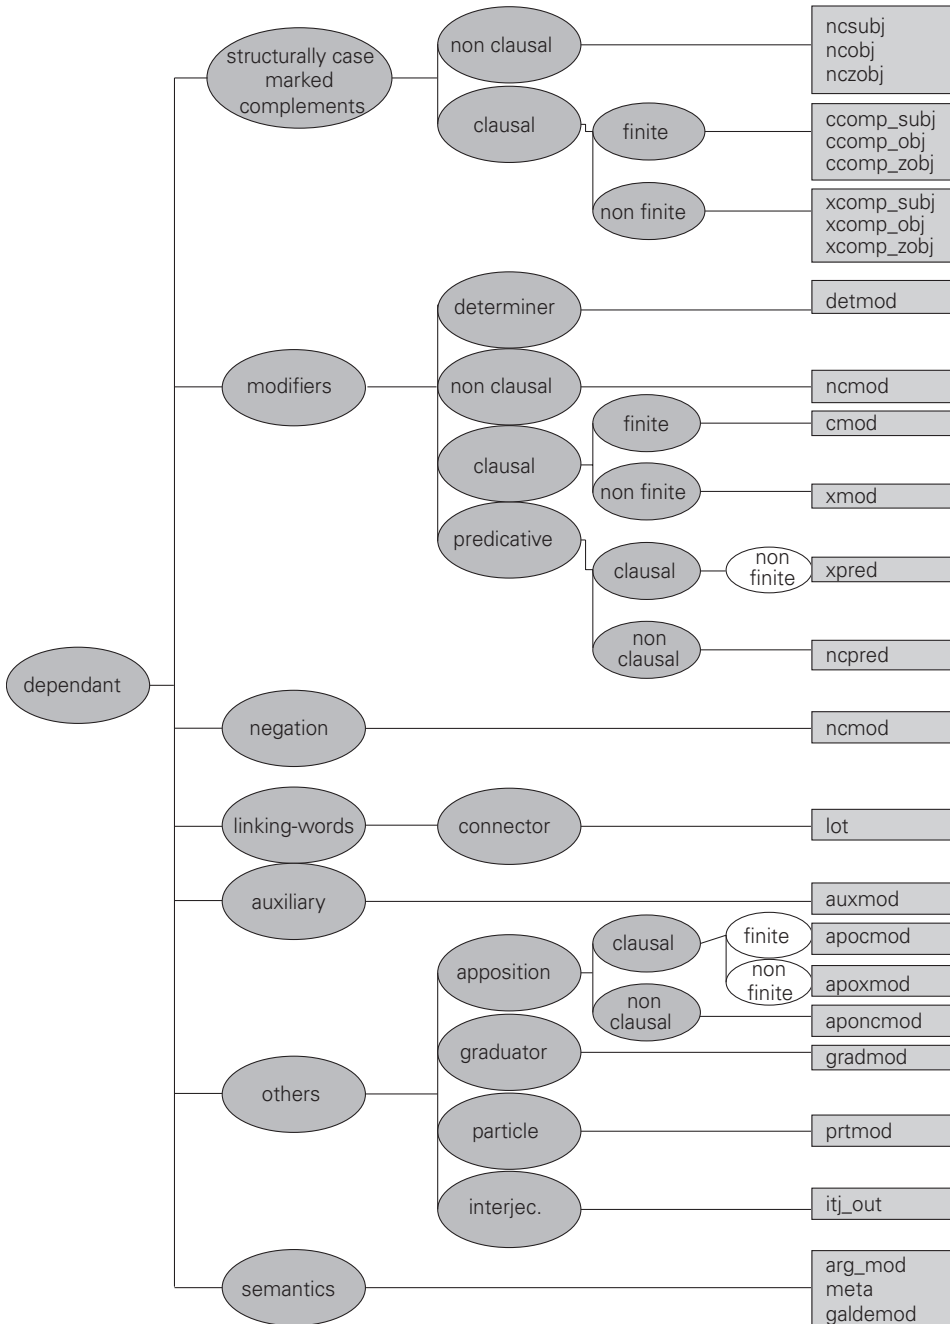 structurally case
marked
complements
non clausal
ncsubj
ncobj
nczobj
clausal
finite
ccomp_subj
ccomp_obj
ccomp_zobj
non finite
xcomp_subj
xcomp_obj
xcomp_zobj
modifiers
determiner
detmod
non clausal
ncmod
clausal
finite
cmod
non finite
xmod
predicative
clausal
non
finite
xpred
non
clausal
ncpred
dependant
negation
ncmod
linking-words
connector
lot
auxiliary
auxmod
others
apposition
clausal
finite
apocmod
non
finite
apoxmod
non
clausal
aponcmod
graduator
gradmod
particle
prtmod
interjec.
itj_out
semantics
arg_mod
meta
galdemod